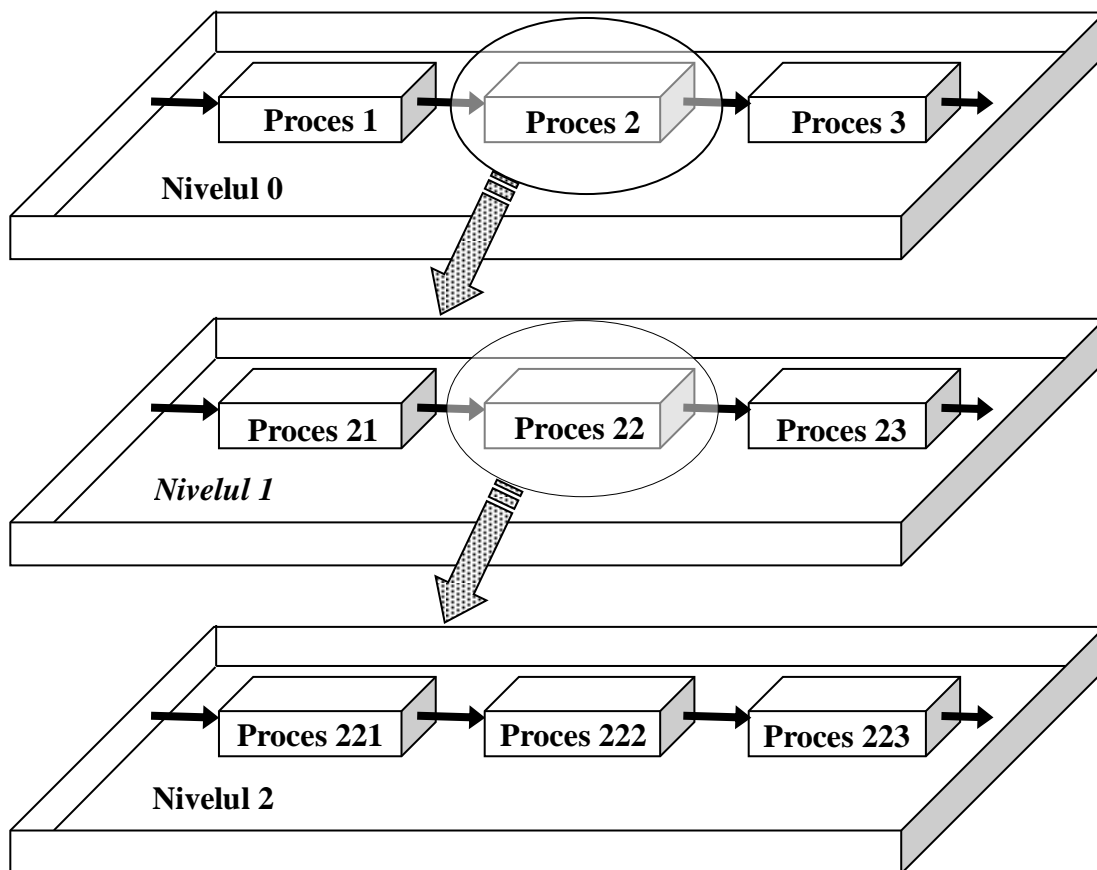 Proces 1
Proces 2
Proces 3
Nivelul 0
Proces 21
Proces 22
Proces 23
Nivelul 1
Proces 221
Proces 222
Proces 223
Nivelul 2